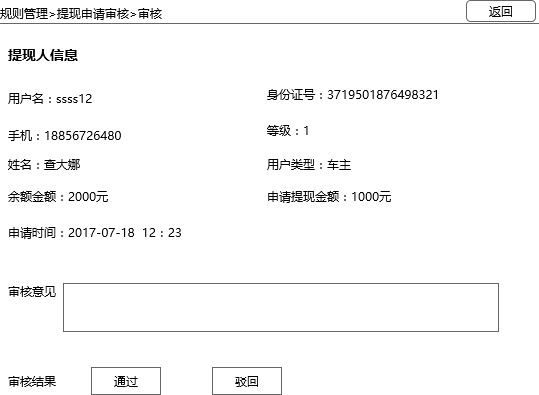 规则管理>提现申请审核>审核 返回
提现人信息
用户名：ssss12 身份证号：3719501876498321
手机：18856726480 等级：1
姓名：查大娜 用户类型：车主
余额金额：2000元 申请提现金额：1000元
申请时间：2017-07-18 12：23
审核意见
审核结果 通过 驳回